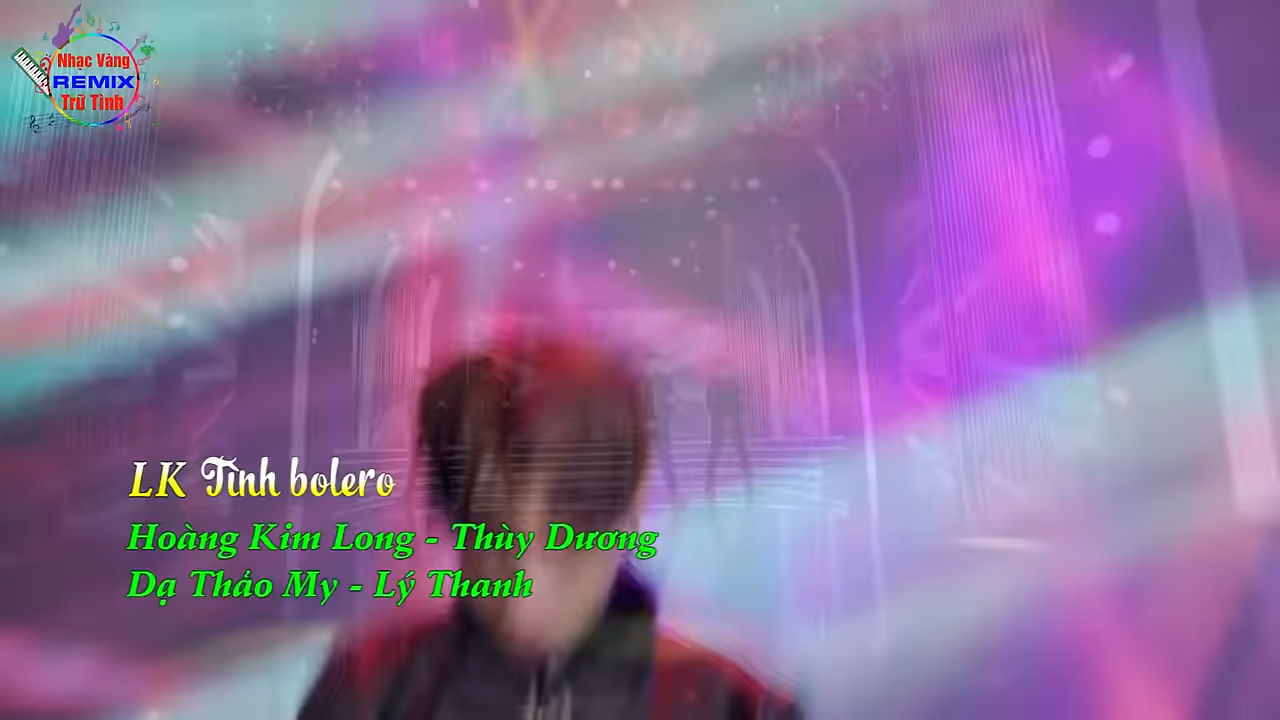 Nhạc Vàng
REMIX
Trữ Tình
LK Tình bolero
Hoàng Kim Long - Thùy Dương
Dạ Thảo My - Lý Thanh